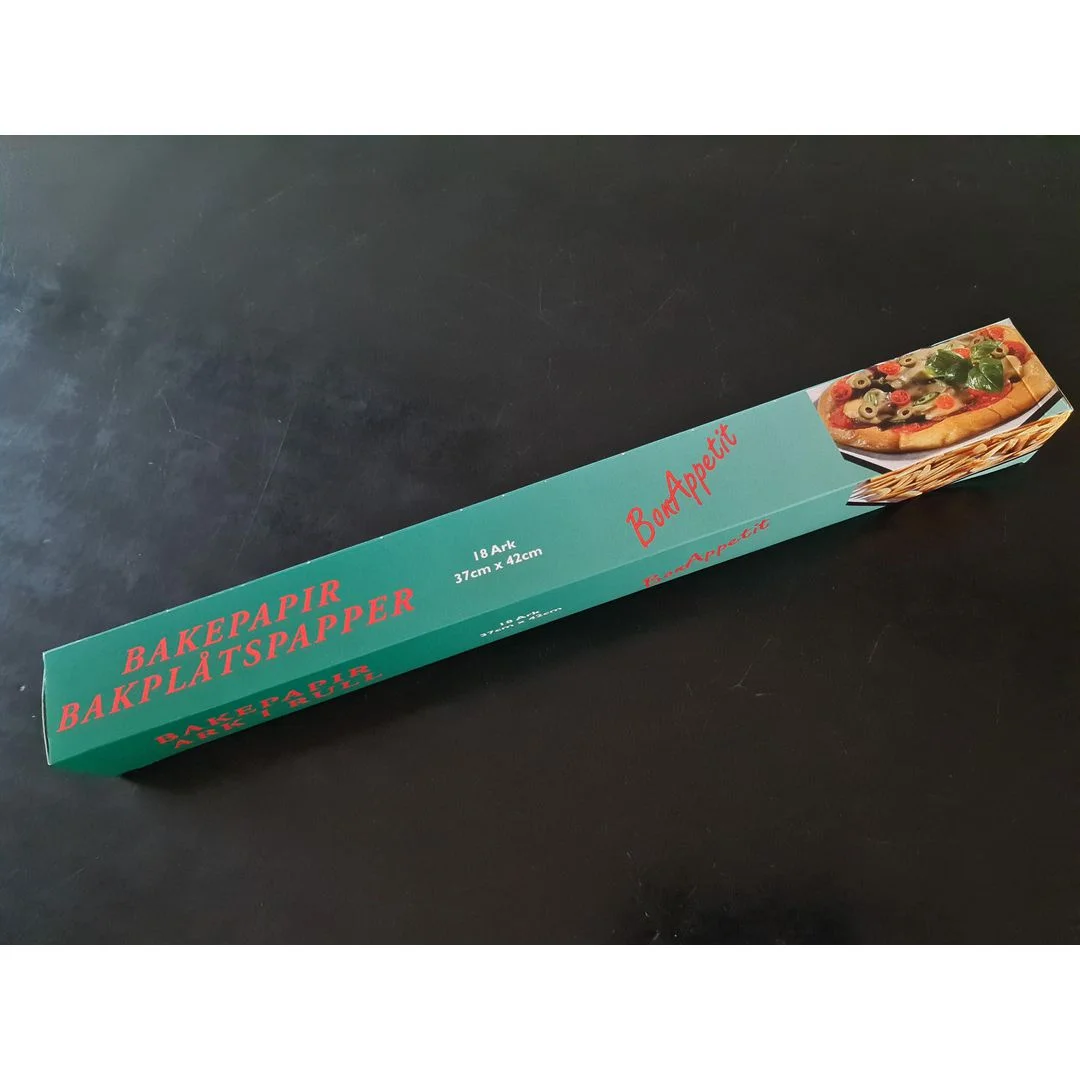 BAKEPAPIR
BAKPLÅTSPAPPER
18 Ark
37cm x 42cm
BonAppetit
BAKEPAPIR
ARK I RULL
18 Ark
37cm x 42cm
BonAppetit